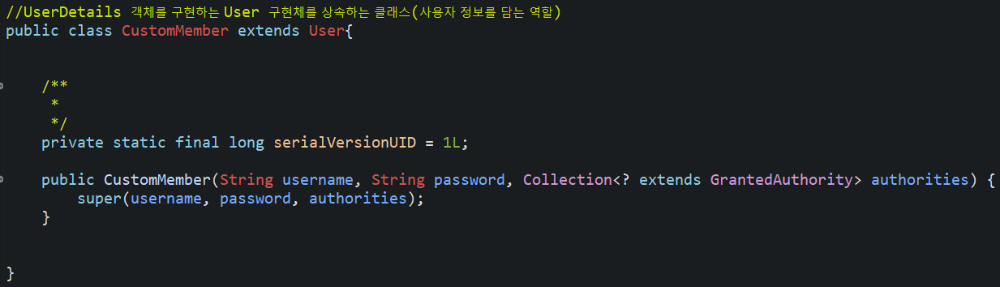 //UserDetails 객체를 구현하는 User 구현체를 상속하는 클래스(사용자 정보를 담는 역할)
public class CustomMember extends User{
/**
*
*/
private static final long serialVersionUID = 1L;
public CustomMember(String username, String password, Collection<? extends GrantedAuthority> authorities) {
super(username, password, authorities);
}
}